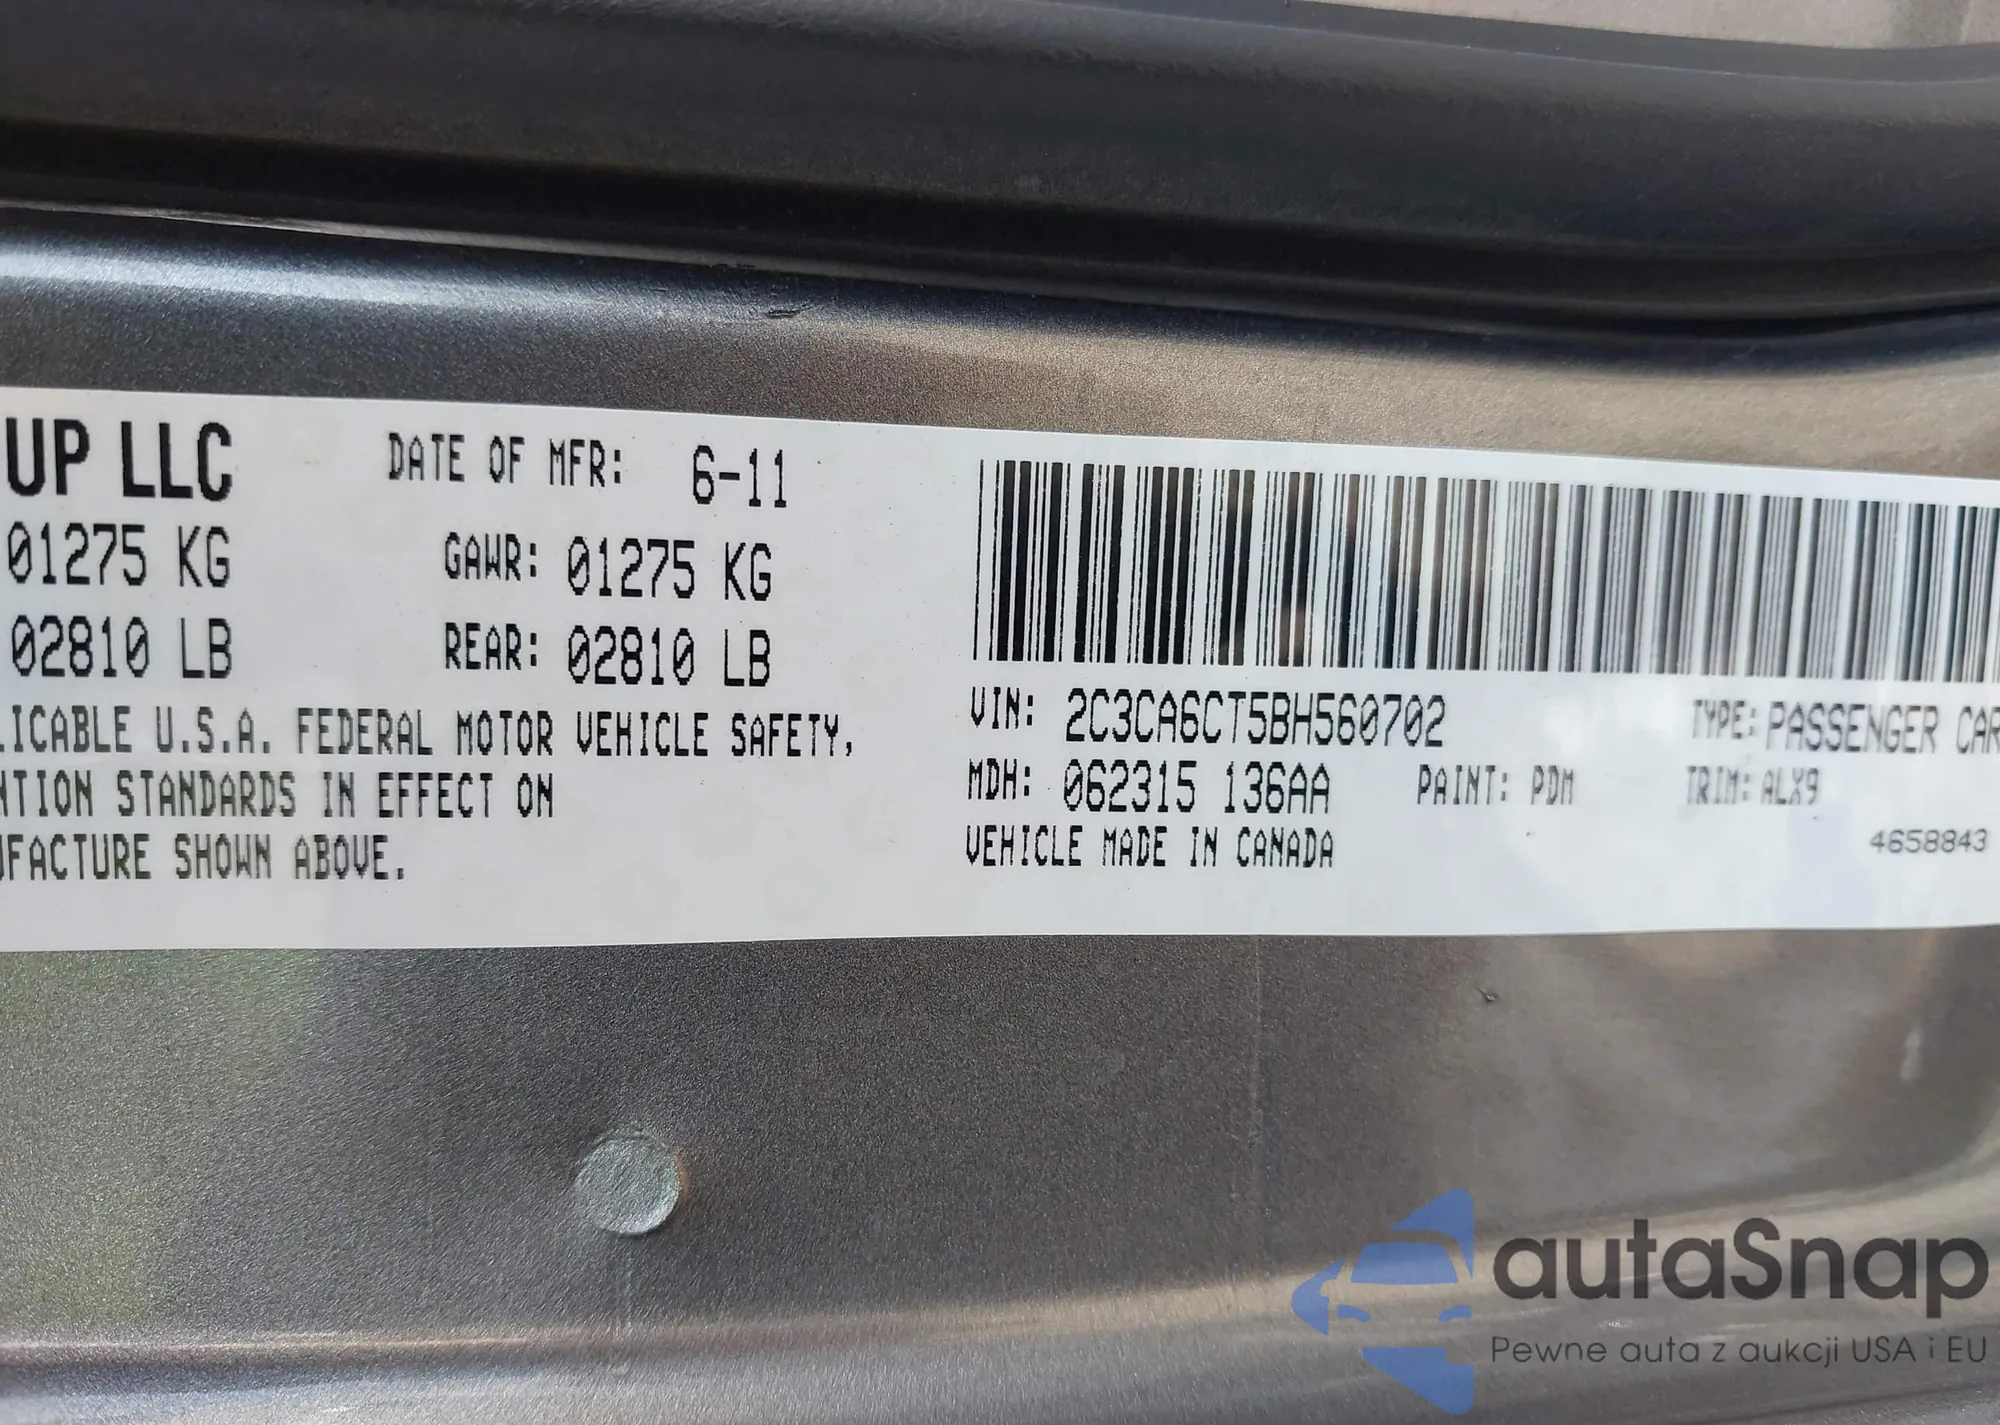 UP LLC DATE OF MFR: 6-11
01275 KG GAWR: 01275 KG
02810 LB REAR: 02810 LB
LICABLE U.S.A. FEDERAL MOTOR VEHICLE SAFETY,
NTION STANDARDS IN EFFECT ON
UFACTURE SHOWN ABOVE.
VIN: 2C3CA6CT5BH560702 TYPE: PASSENGER CAR
MDH: 062315 136AA PAINT: PDM TRIM: ALX9
VEHICLE MADE IN CANADA 4658843
autaSnap
Pewne auta z aukcji USA i EU